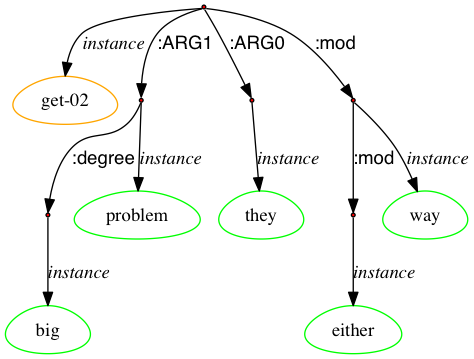 instance :ARG1 :ARG0 :mod
get-02
:degree instance instance :mod instance
problem they way
instance instance
big either